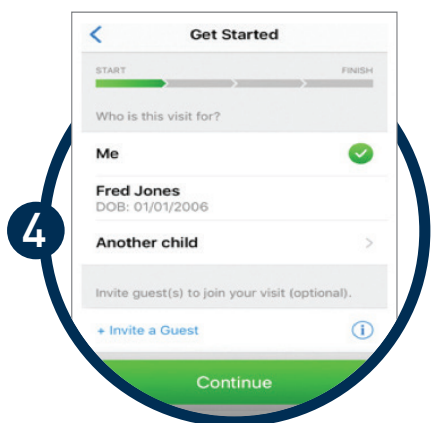 Get Started
START FINISH
Who is this visit for?
Me
Fred Jones
DOB: 01/01/2006
Another child
Invite guest(s) to join your visit (optional).
+ Invite a Guest
Continue
4